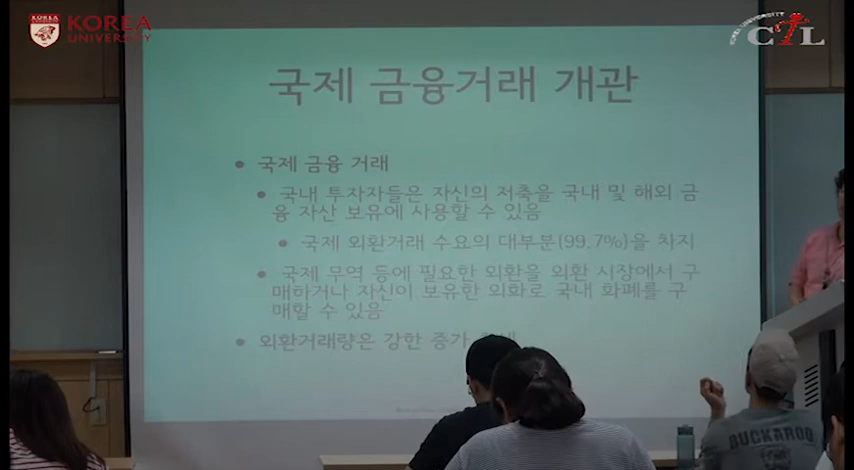 KOREA
UNIVERSITY
KOREA UNIVERSITY
CTL
국제 금융거래 개관
• 국제 금융 거래
• 국내 투자자들은 자신의 저축을 국내 및 해외 금
융 자산 보유에 사용할 수 있음
• 국제 외환거래 수요의 대부분(99.7%)을 차지
• 국제 무역 등에 필요한 외환을 외환 시장에서 구
매하거나 자신이 보유한 외화로 국내 화폐를 구
매할 수 있음
• 외환거래량은 강한 증가
BUCKAROO